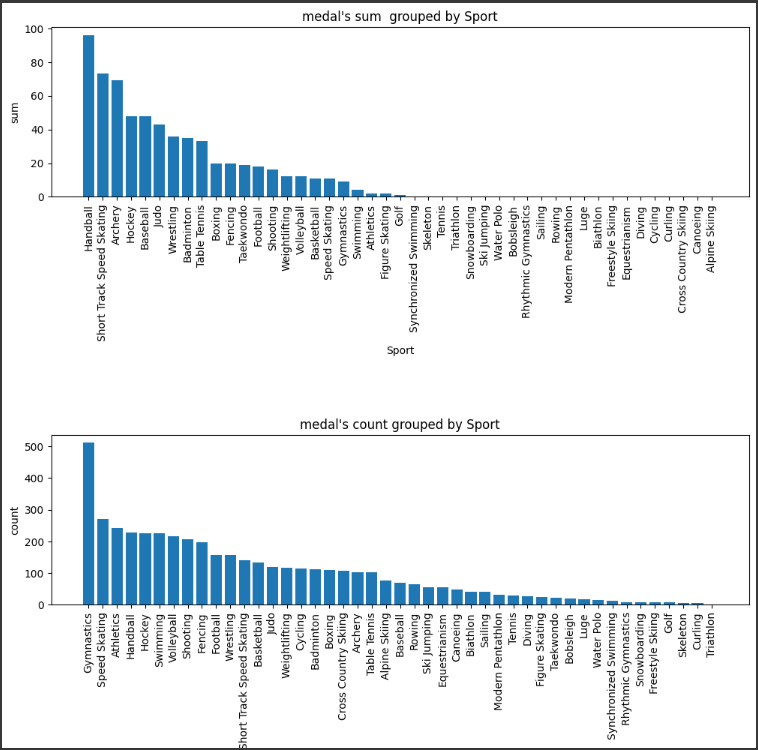 medal's sum  grouped by Sport
100
80
60
40
20
0
sum
Handball
Short Track Speed Skating
Archery
Hockey
Baseball
Judo
Wrestling
Badminton
Table Tennis
Boxing
Fencing
Taekwondo
Football
Shooting
Weightlifting
Volleyball
Basketball
Speed Skating
Gymnastics
Swimming
Athletics
Figure Skating
Golf
Synchronized Swimming
Skeleton
Tennis
Triathlon
Snowboarding
Ski Jumping
Water Polo
Bobsleigh
Rhythmic Gymnastics
Sailing
Rowing
Modern Pentathlon
Luge
Biathlon
Freestyle Skiing
Equestrianism
Diving
Cycling
Curling
Cross Country Skiing
Canoeing
Alpine Skiing
Sport
medal's count grouped by Sport
500
400
300
200
100
0
count
Gymnastics
Speed Skating
Athletics
Handball
Hockey
Swimming
Volleyball
Shooting
Fencing
Football
Wrestling
Short Track Speed Skating
Basketball
Judo
Weightlifting
Cycling
Badminton
Boxing
Cross Country Skiing
Archery
Table Tennis
Alpine Skiing
Baseball
Rowing
Ski Jumping
Equestrianism
Canoeing
Biathlon
Sailing
Modern Pentathlon
Tennis
Diving
Figure Skating
Taekwondo
Bobsleigh
Luge
Water Polo
Synchronized Swimming
Rhythmic Gymnastics
Snowboarding
Freestyle Skiing
Golf
Skeleton
Curling
Triathlon